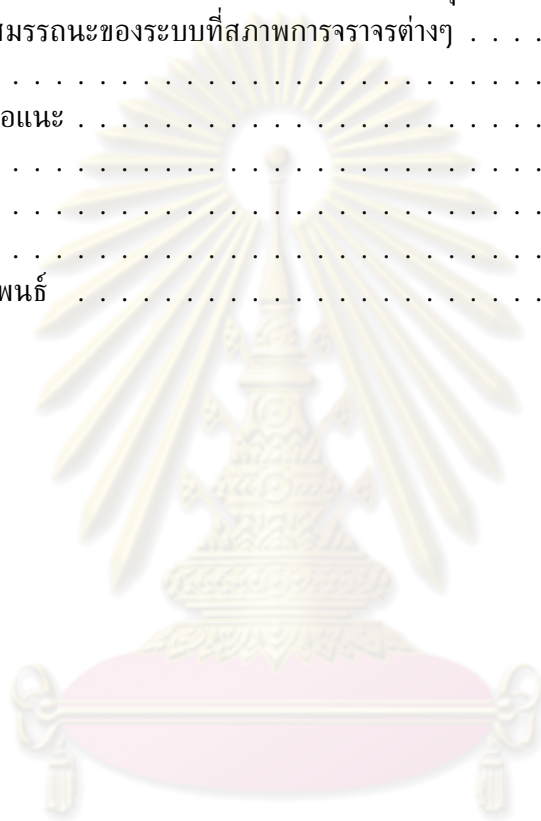 สมรรถนะของระบบที่สภาพการจราจรต่างๆ . . . .
. . . . . . . . . . . . . . . . . . . . . . .
อแนะ . . . . . . . . . . . . . . . . . . . .
. . . . . . . . . . . . . . . . . . . . . . .
. . . . . . . . . . . . . . . . . . . . . . .
. . . . . . . . . . . . . . . . . . . . . . .
พนธ์ . . . . . . . . . . . . . . . . . . . .